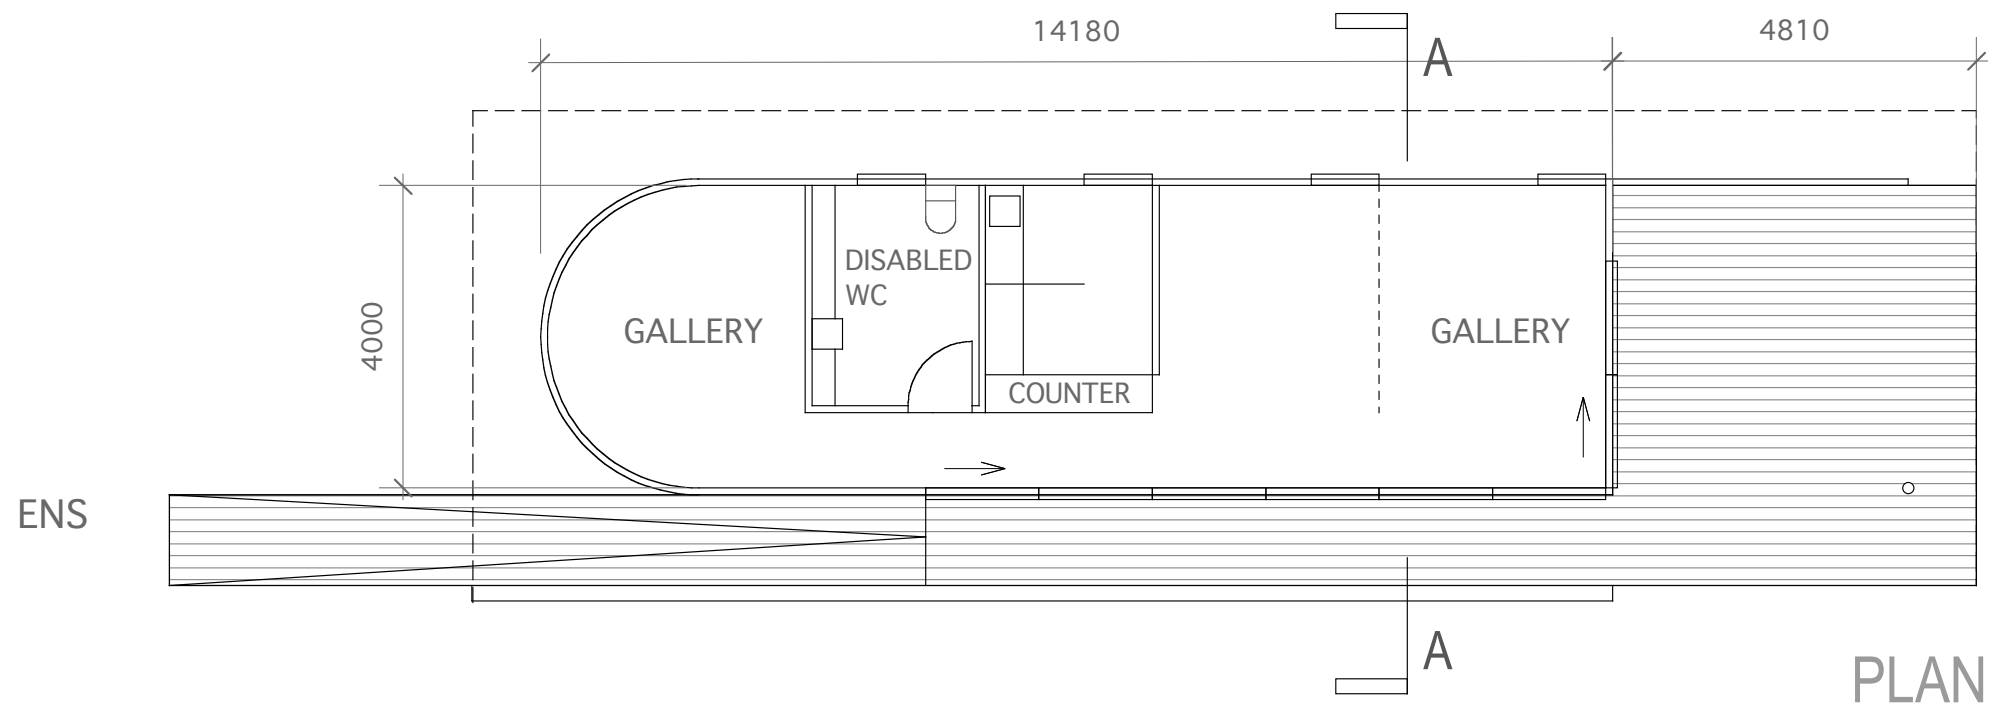 14180
4810
A
DISABLED
WC
GALLERY
GALLERY
4000
COUNTER
ENS
A
PLAN